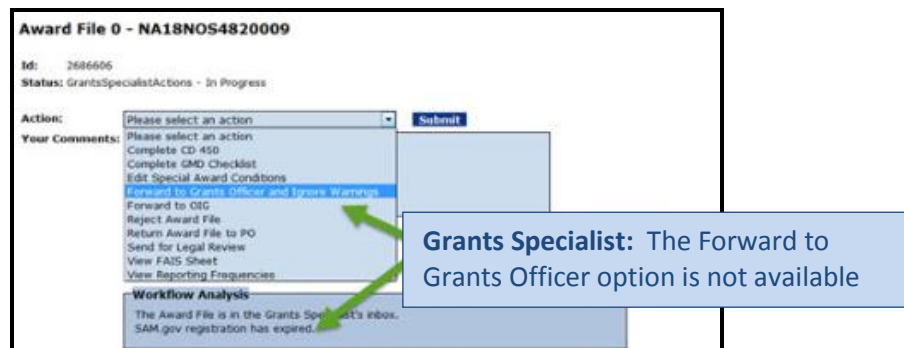 Award File 0 - NA18NOS4820009
Id: 2686606
Status: GrantsSpecialistActions - In Progress
Action: Please select an action Submit
Your Comments: Please select an action
Complete CD 450
Complete GMD Checklist
Edit Special Award Conditions
Forward to Grants Officer and Ignore Warnings
Forward to OIG
Reject Award File
Return Award File to PO
Send for Legal Review
View FAIS Sheet
View Reporting Frequencies
Grants Specialist: The Forward to
Grants Officer option is not available
Workflow Analysis
The Award File is in the Grants Specialist's inbox.
SAM.gov registration has expired.